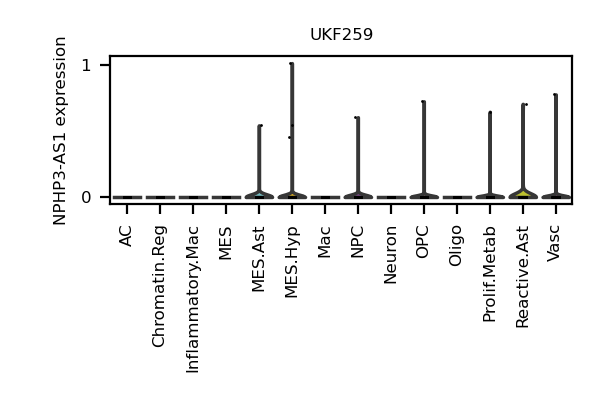 UKF259
NPHP3-AS1 expression
1
0
AC
Chromatin.Reg
Inflammatory.Mac
MES
MES.Ast
MES.Hyp
Mac
NPC
Neuron
OPC
Oligo
Prolif.Metab
Reactive.Ast
Vasc